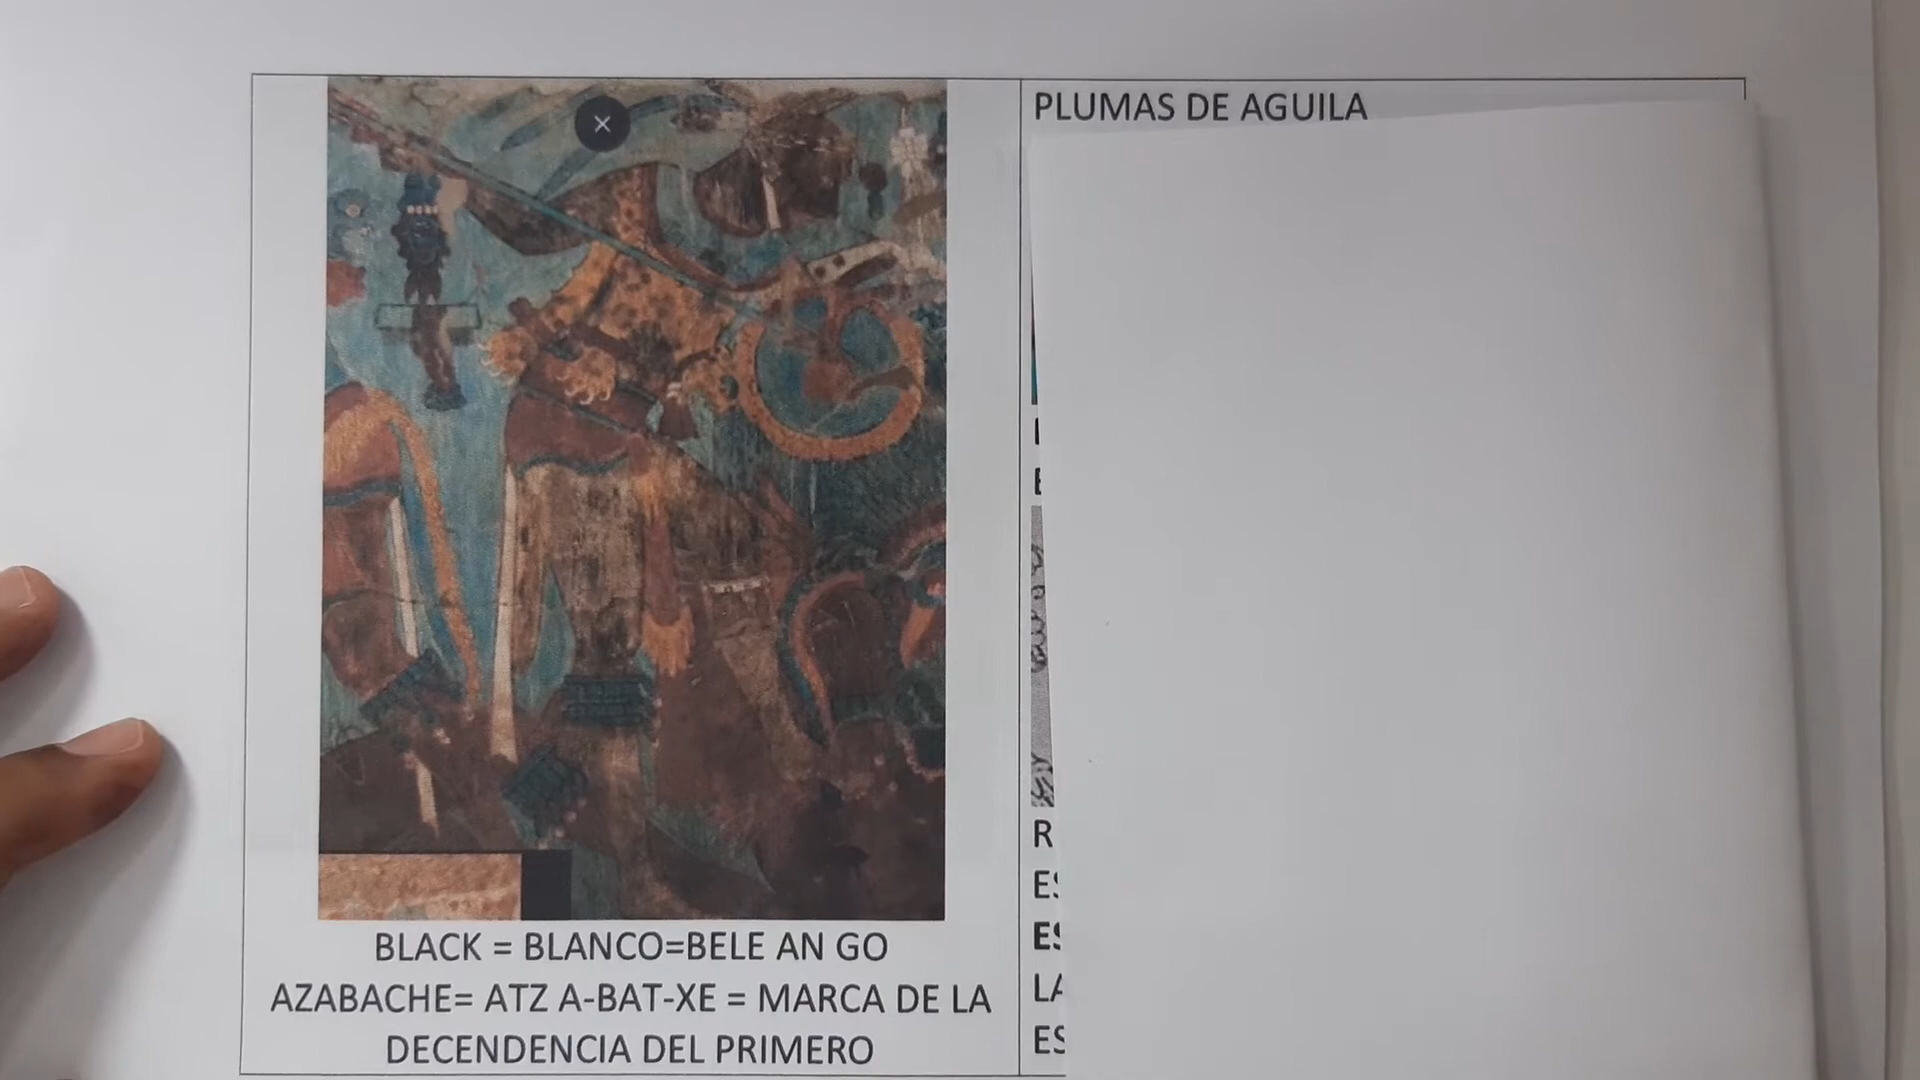 BLACK = BLANCO=BELE AN GO
AZABACHE= ATZ A-BAT-XE = MARCA DE LA
DECENDENCIA DEL PRIMERO
PLUMAS DE AGUILA